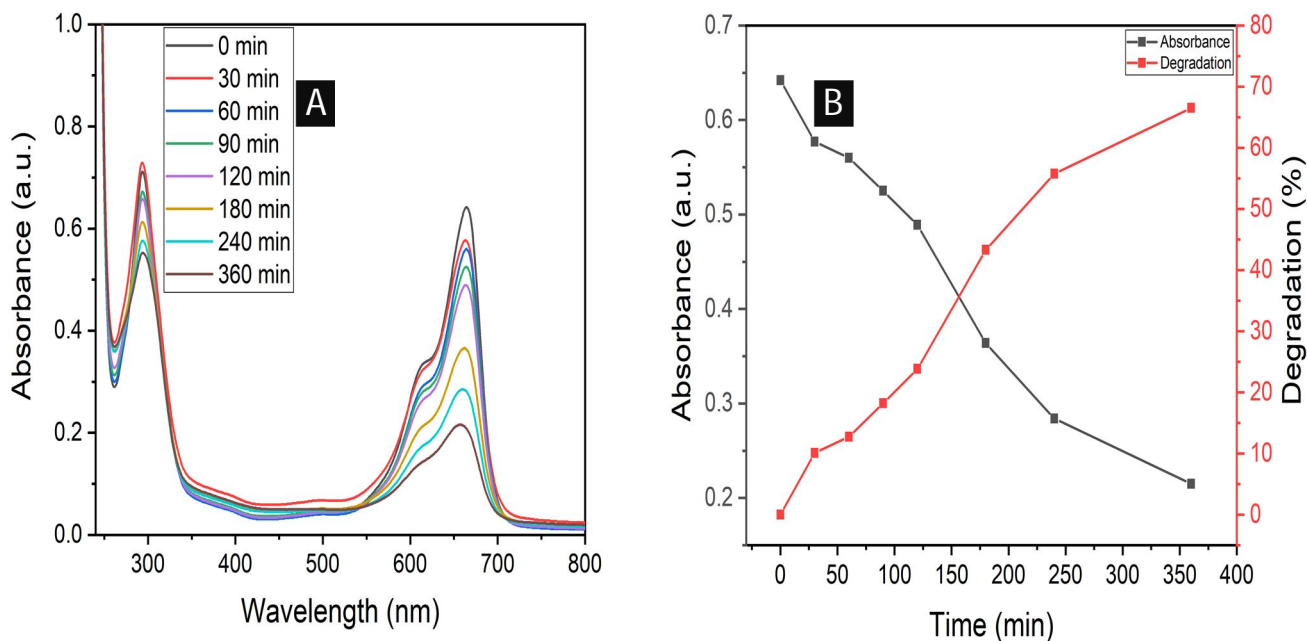 A
0 min
30 min
60 min
90 min
120 min
180 min
240 min
360 min
1.0
0.8
0.6
0.4
0.2
0.0
Absorbance (a.u.)
300 400 500 600 700 800
Wavelength (nm)
B
Absorbance
Degradation
0.7
0.6
0.5
0.4
0.3
0.2
Absorbance (a.u.)
80
70
60
50
40
30
20
10
0
Degradation (%)
0 50 100 150 200 250 300 350 400
Time (min)